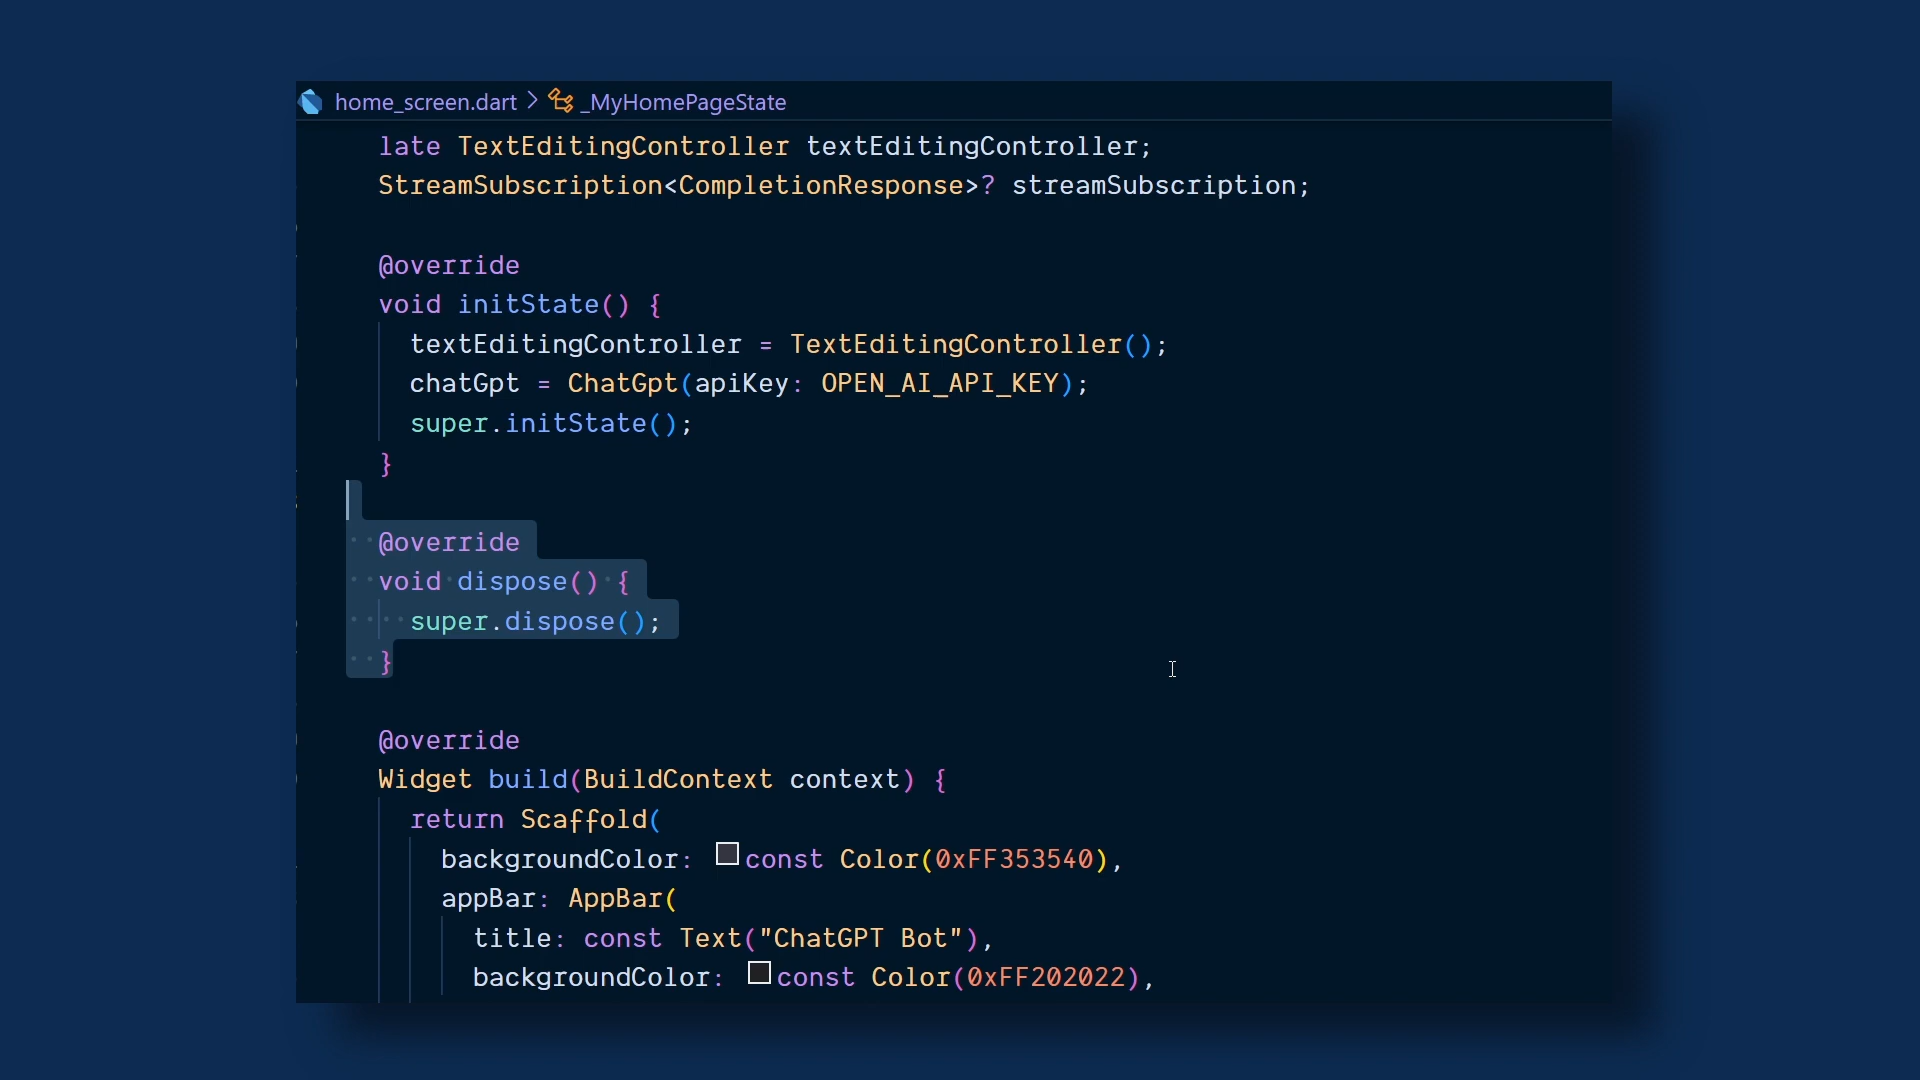 home_screen.dart > _MyHomePageState
late TextEditingController textEditingController;
StreamSubscription<CompletionResponse>? streamSubscription;
@override
void initState() {
textEditingController = TextEditingController();
chatGpt = ChatGpt(apiKey: OPEN_AI_API_KEY);
super.initState();
}
@override
void dispose() {
super.dispose();
}
@override
Widget build(BuildContext context) {
return Scaffold(
backgroundColor: const Color(0xFF353540),
appBar: AppBar(
title: const Text("ChatGPT Bot"),
backgroundColor: const Color(0xFF202022),